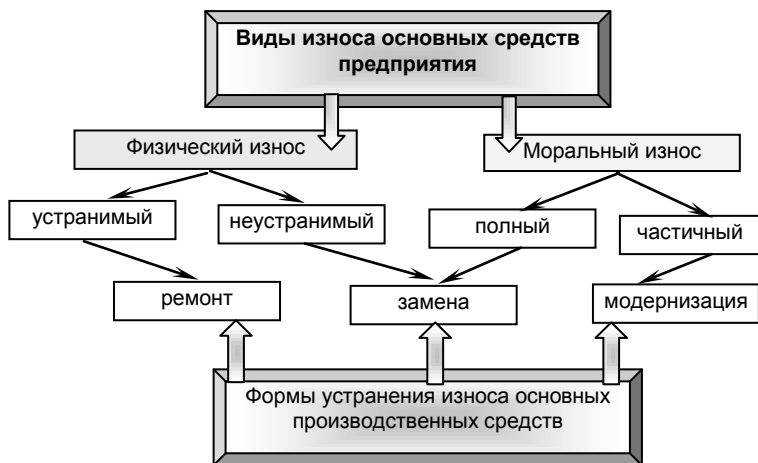 Виды износа основных средств
предприятия
Физический износ
Моральный износ
устранимый
неустранимый
полный
частичный
ремонт
замена
модернизация
Формы устранения износа основных
производственных средств